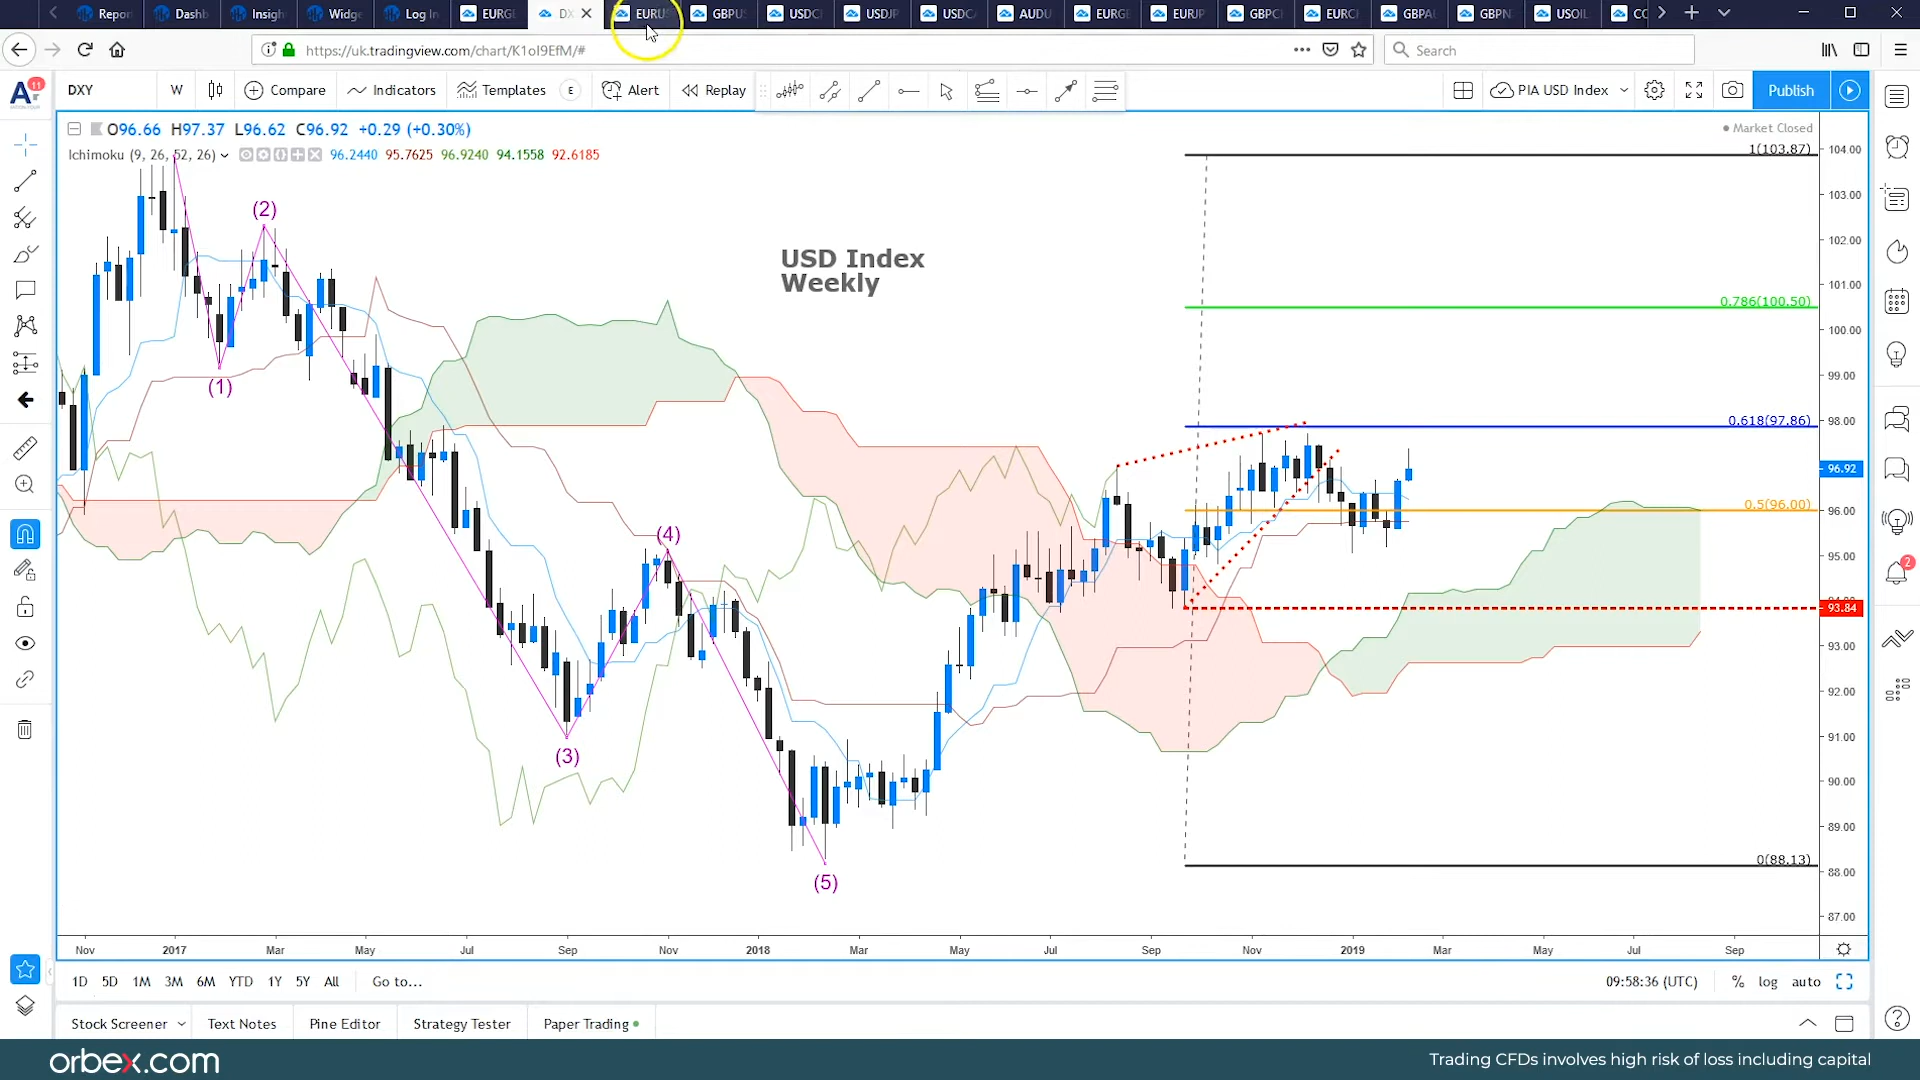 Repor Dashb Insigh Widge Log In EURG DX EURUS GBPUS USDC USDJP USDCA AUDU EURGE EURJP GBPC EURC GBPAU GBPN USOIL CO
https://uk.tradingview.com/chart/K1oI9EfM/#
Search
11
DXY W Compare Indicators Templates E Alert Replay PIA USD Index Publish
O96.66 H97.37 L96.62 C96.92 +0.29 (+0.30%)
Market Closed
Ichimoku (9, 26, 52, 26) 96.2440 95.7625 96.9240 94.1558 92.6185
1(103.87)
104.00
103.00
(2)
102.00
USD Index
Weekly
101.00
0.786(100.50)
100.00
99.00
(1)
0.618(97.86)
98.00
96.92
0.5(96.00)
96.00
(4)
95.00
2
93.84
93.00
92.00
(3)
91.00
90.00
89.00
0(88.13)
88.00
(5)
87.00
Nov 2017 Mar May Jul Sep Nov 2018 Mar May Jul Sep Nov 2019 Mar May Jul Sep
1D 5D 1M 3M 6M YTD 1Y 5Y All Go to... 09:58:36 (UTC) % log auto
Stock Screener Text Notes Pine Editor Strategy Tester Paper Trading
orbex.com
Trading CFDs involves high risk of loss including capital